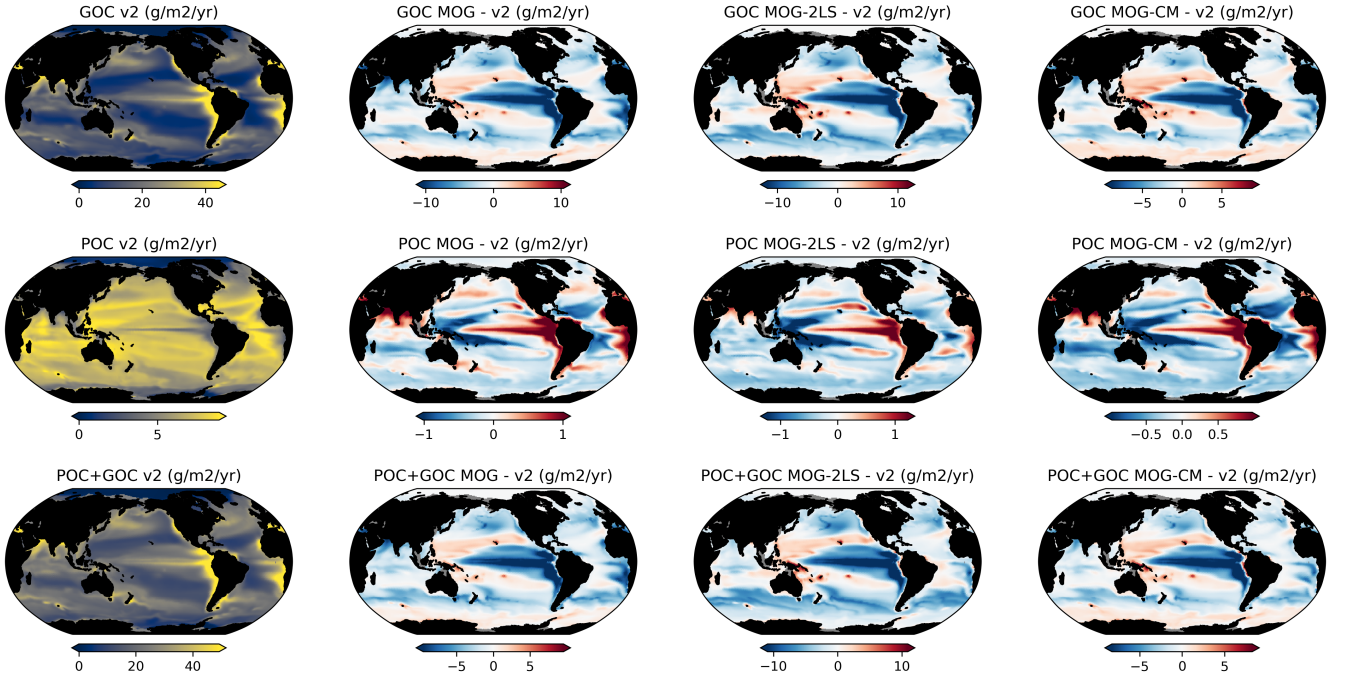 GOC v2 (g/m2/yr)
GOC MOG - v2 (g/m2/yr)
GOC MOG-2LS - v2 (g/m2/yr)
GOC MOG-CM - v2 (g/m2/yr)
0 20 40
−10 0 10
−10 0 10
−5 0 5
POC v2 (g/m2/yr)
POC MOG - v2 (g/m2/yr)
POC MOG-2LS - v2 (g/m2/yr)
POC MOG-CM - v2 (g/m2/yr)
0 5
−1 0 1
−1 0 1
−0.5 0.0 0.5
POC+GOC v2 (g/m2/yr)
POC+GOC MOG - v2 (g/m2/yr)
POC+GOC MOG-2LS - v2 (g/m2/yr)
POC+GOC MOG-CM - v2 (g/m2/yr)
0 20 40
−5 0 5
−10 0 10
−5 0 5